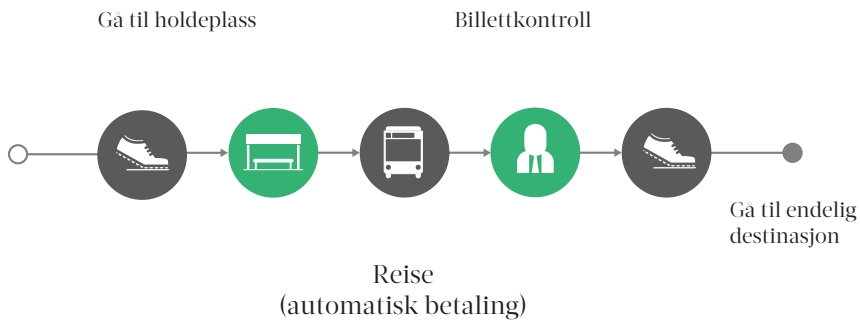 Gå til holdeplass
Billettkontroll
Gå til endelig
destinasjon
Reise
(automatisk betaling)